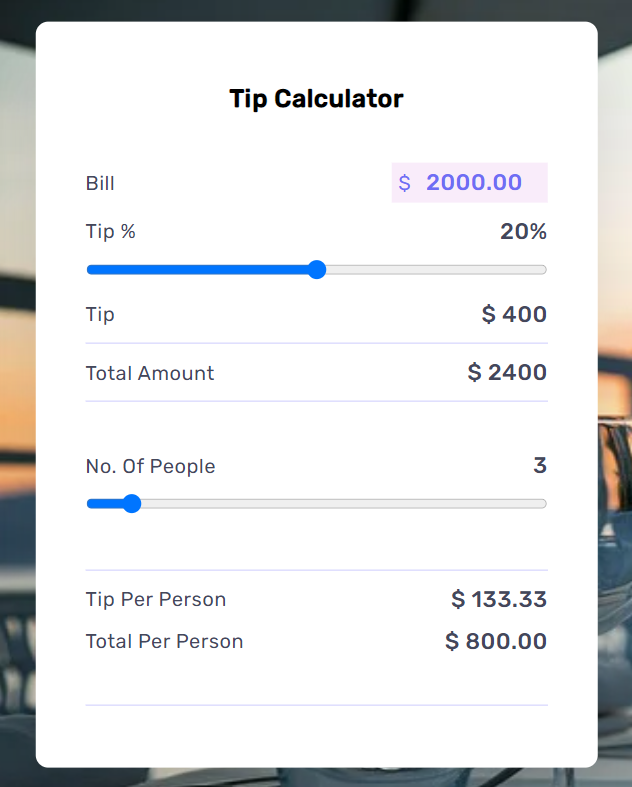 Tip Calculator
Bill $ 2000.00
Tip % 20%
Tip $ 400
Total Amount $ 2400
No. Of People 3
Tip Per Person $ 133.33
Total Per Person $ 800.00